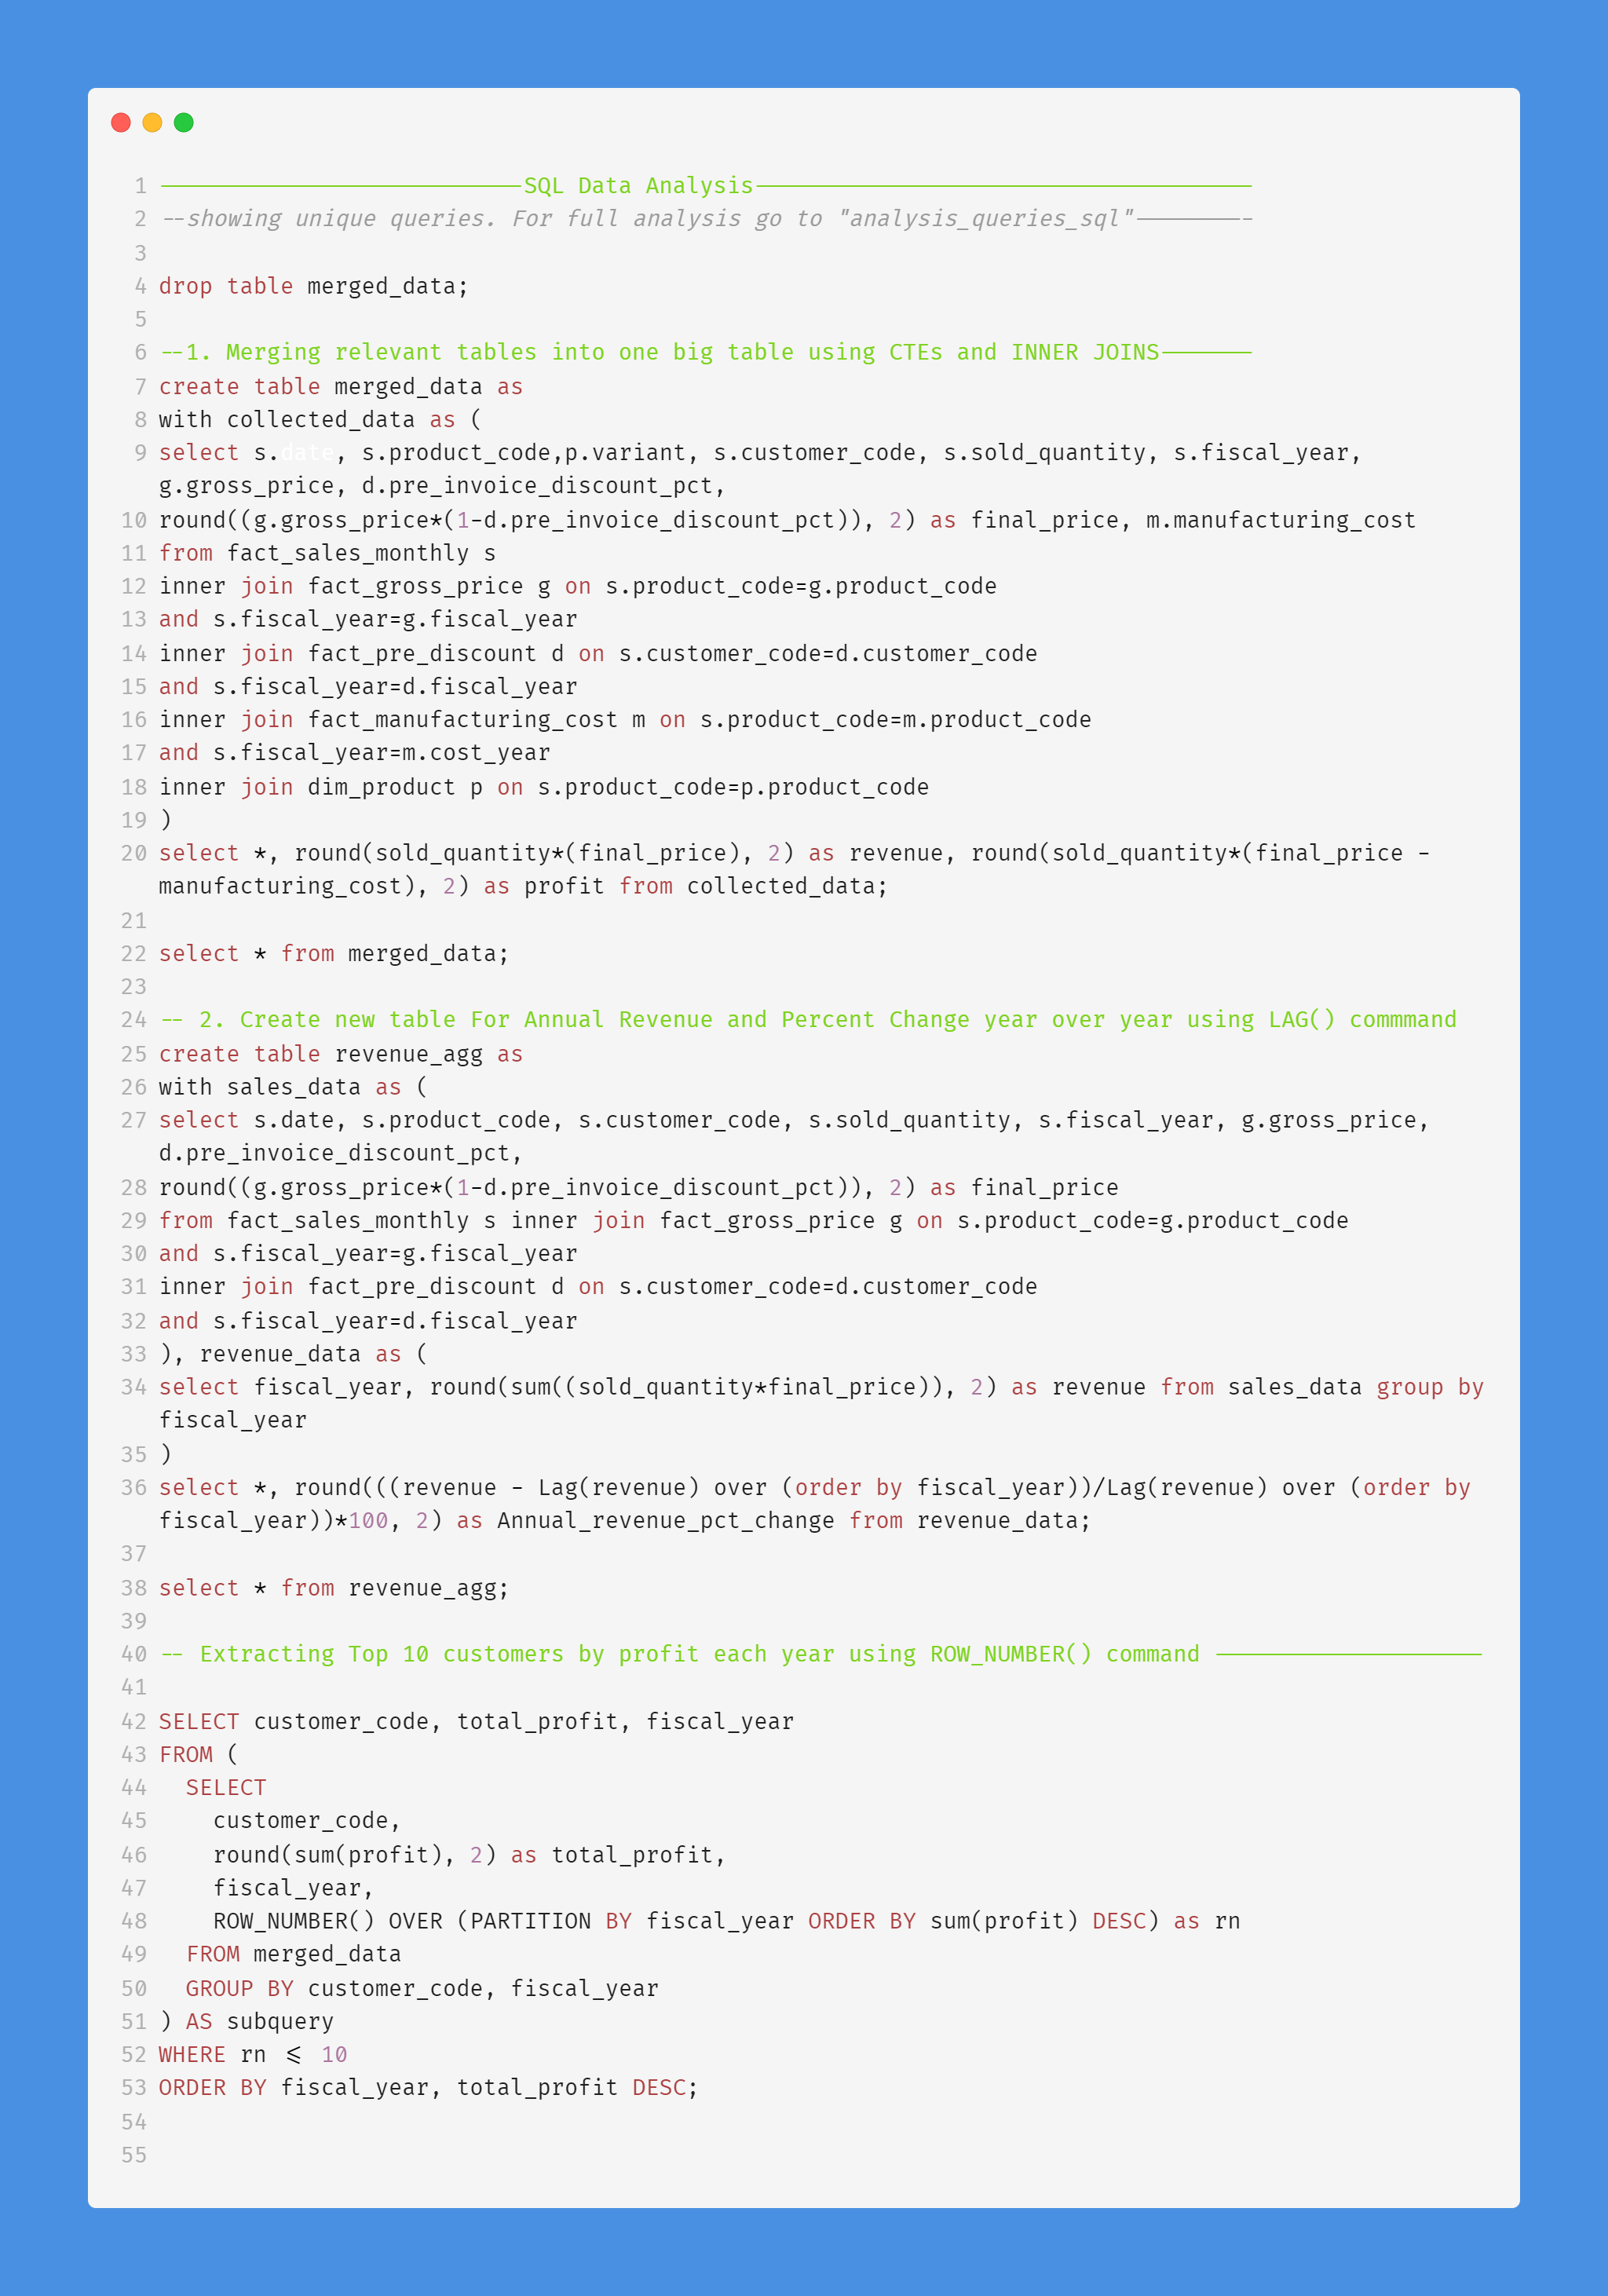 1 ---------------------------SQL Data Analysis-------------------------------------
2 --showing unique queries. For full analysis go to "analysis_queries_sql"---------
3
4 drop table merged_data;
5
6 --1. Merging relevant tables into one big table using CTEs and INNER JOINS-------
7 create table merged_data as
8 with collected_data as (
9 select s.date, s.product_code,p.variant, s.customer_code, s.sold_quantity, s.fiscal_year,
g.gross_price, d.pre_invoice_discount_pct,
10 round((g.gross_price*(1-d.pre_invoice_discount_pct)), 2) as final_price, m.manufacturing_cost
11 from fact_sales_monthly s
12 inner join fact_gross_price g on s.product_code=g.product_code
13 and s.fiscal_year=g.fiscal_year
14 inner join fact_pre_discount d on s.customer_code=d.customer_code
15 and s.fiscal_year=d.fiscal_year
16 inner join fact_manufacturing_cost m on s.product_code=m.product_code
17 and s.fiscal_year=m.cost_year
18 inner join dim_product p on s.product_code=p.product_code
19 )
20 select *, round(sold_quantity*(final_price), 2) as revenue, round(sold_quantity*(final_price -
manufacturing_cost), 2) as profit from collected_data;
21
22 select * from merged_data;
23
24 -- 2. Create new table For Annual Revenue and Percent Change year over year using LAG() commmand
25 create table revenue_agg as
26 with sales_data as (
27 select s.date, s.product_code, s.customer_code, s.sold_quantity, s.fiscal_year, g.gross_price,
d.pre_invoice_discount_pct,
28 round((g.gross_price*(1-d.pre_invoice_discount_pct)), 2) as final_price
29 from fact_sales_monthly s inner join fact_gross_price g on s.product_code=g.product_code
30 and s.fiscal_year=g.fiscal_year
31 inner join fact_pre_discount d on s.customer_code=d.customer_code
32 and s.fiscal_year=d.fiscal_year
33 ), revenue_data as (
34 select fiscal_year, round(sum((sold_quantity*final_price)), 2) as revenue from sales_data group by
fiscal_year
35 )
36 select *, round(((revenue - Lag(revenue) over (order by fiscal_year))/Lag(revenue) over (order by
fiscal_year))*100, 2) as Annual_revenue_pct_change from revenue_data;
37
38 select * from revenue_agg;
39
40 -- Extracting Top 10 customers by profit each year using ROW_NUMBER() command --------------------
41
42 SELECT customer_code, total_profit, fiscal_year
43 FROM (
44   SELECT
45     customer_code,
46     round(sum(profit), 2) as total_profit,
47     fiscal_year,
48     ROW_NUMBER() OVER (PARTITION BY fiscal_year ORDER BY sum(profit) DESC) as rn
49   FROM merged_data
50   GROUP BY customer_code, fiscal_year
51 ) AS subquery
52 WHERE rn <= 10
53 ORDER BY fiscal_year, total_profit DESC;
54
55